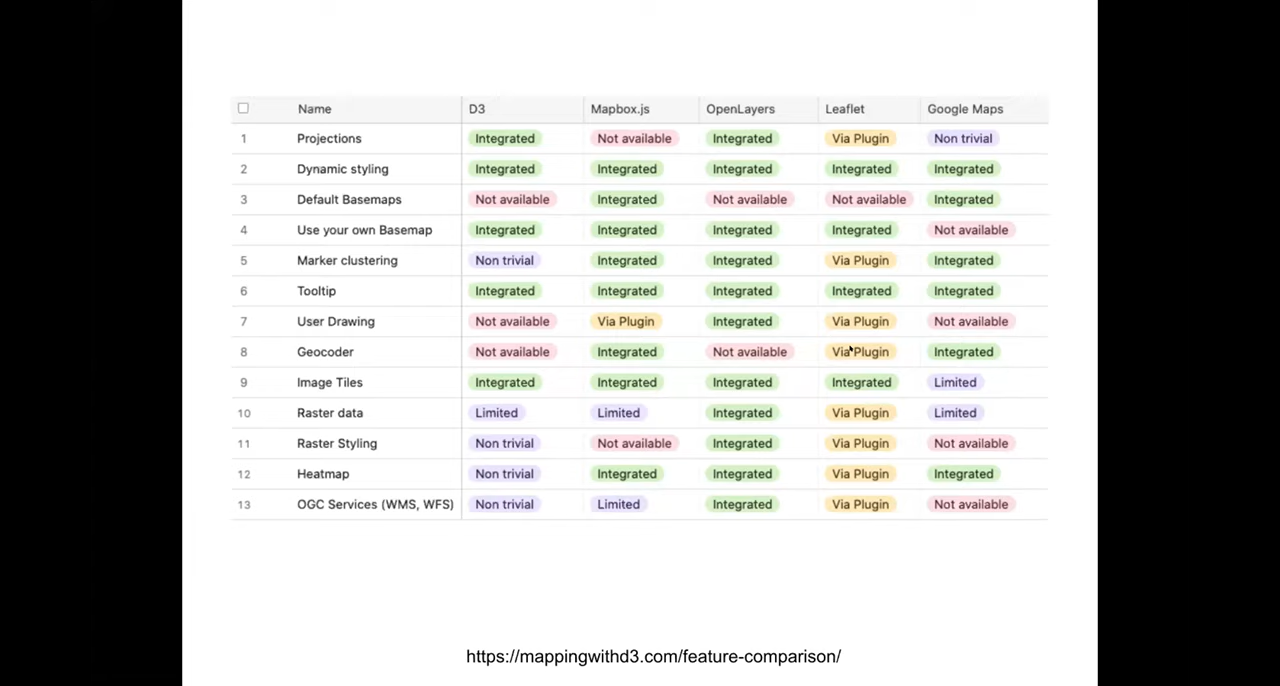 Name D3 Mapbox.js OpenLayers Leaflet Google Maps
1 Projections Integrated Not available Integrated Via Plugin Non trivial
2 Dynamic styling Integrated Integrated Integrated Integrated Integrated
3 Default Basemaps Not available Integrated Not available Not available Integrated
4 Use your own Basemap Integrated Integrated Integrated Integrated Not available
5 Marker clustering Non trivial Integrated Integrated Via Plugin Integrated
6 Tooltip Integrated Integrated Integrated Integrated Integrated
7 User Drawing Not available Via Plugin Integrated Via Plugin Not available
8 Geocoder Not available Integrated Not available Via Plugin Integrated
9 Image Tiles Integrated Integrated Integrated Integrated Limited
10 Raster data Limited Limited Integrated Via Plugin Limited
11 Raster Styling Non trivial Not available Integrated Via Plugin Not available
12 Heatmap Non trivial Integrated Integrated Via Plugin Integrated
13 OGC Services (WMS, WFS) Non trivial Limited Integrated Via Plugin Not available
https://mappingwithd3.com/feature-comparison/